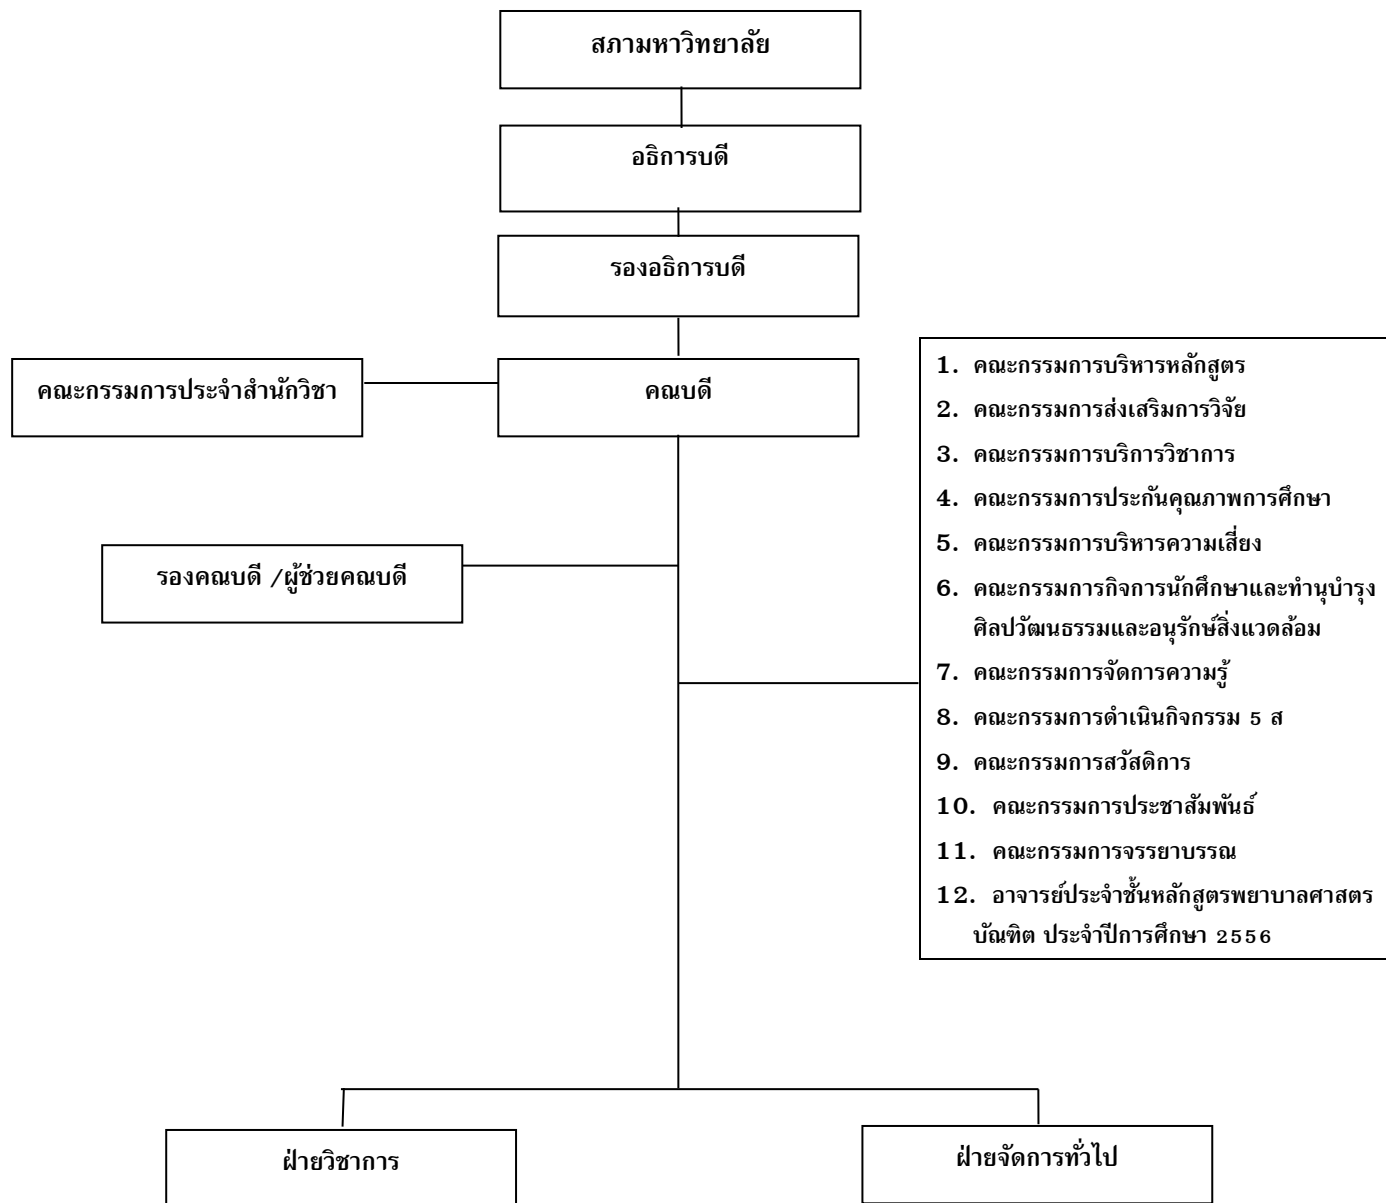 สภามหาวิทยาลัย
อธิการบดี
รองอธิการบดี
คณะกรรมการประจำสำนักวิชา
คณบดี
รองคณบดี /ผู้ช่วยคณบดี
1. คณะกรรมการบริหารหลักสูตร
2. คณะกรรมการส่งเสริมการวิจัย
3. คณะกรรมการบริการวิชาการ
4. คณะกรรมการประกันคุณภาพการศึกษา
5. คณะกรรมการบริหารความเสี่ยง
6. คณะกรรมการกิจการนักศึกษาและทำนุบำรุง
ศิลปวัฒนธรรมและอนุรักษ์สิ่งแวดล้อม
7. คณะกรรมการจัดการความรู้
8. คณะกรรมการดำเนินกิจกรรม 5 ส
9. คณะกรรมการสวัสดิการ
10. คณะกรรมการประชาสัมพันธ์
11. คณะกรรมการจรรยาบรรณ
12. อาจารย์ประจำชั้นหลักสูตรพยาบาลศาสตร
บัณฑิต ประจำปีการศึกษา 2556
ฝ่ายวิชาการ
ฝ่ายจัดการทั่วไป